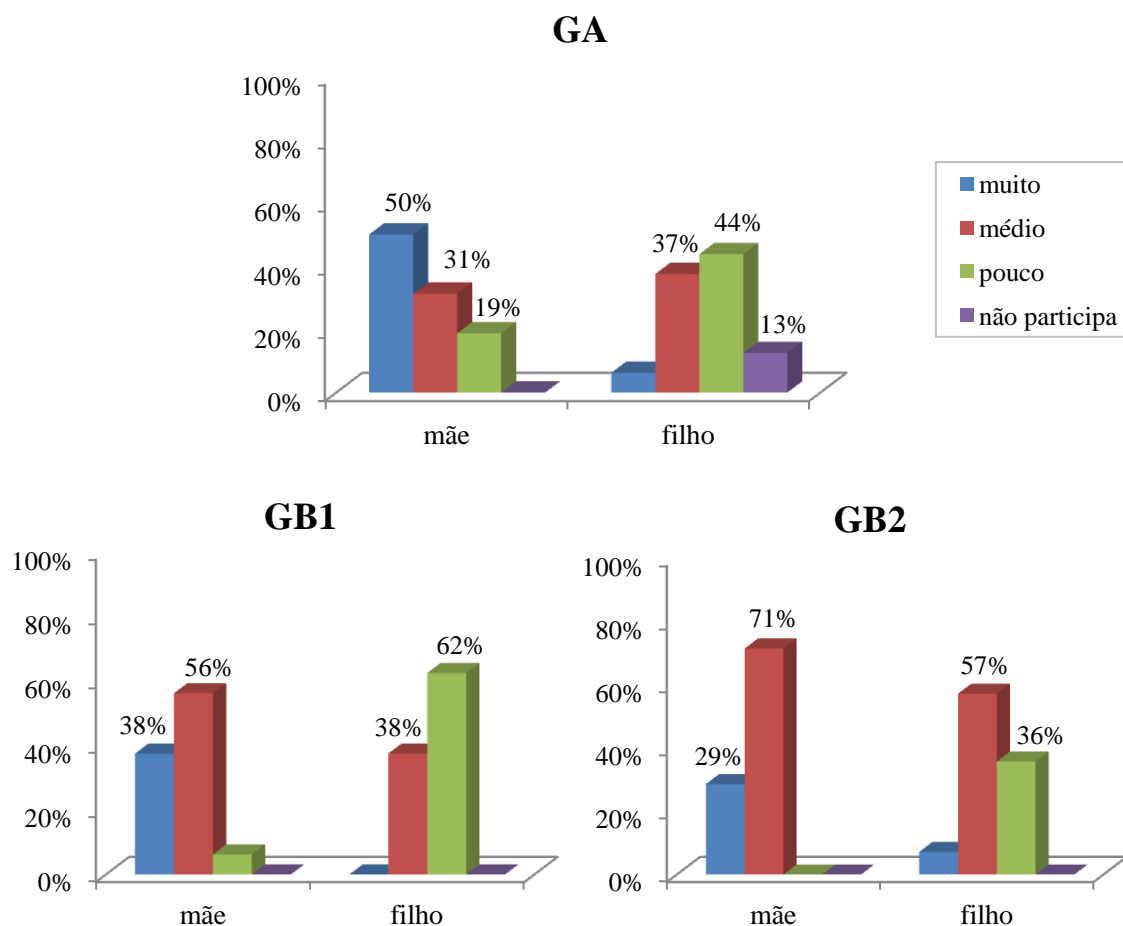 GA
100%
80%
60%
40%
20%
0%
50%
31%
19%
37%
44%
13%
mãe
filho
muito
médio
pouco
não participa
GB1
100%
80%
60%
40%
20%
0%
38%
56%
38%
62%
mãe
filho
GB2
100%
80%
60%
40%
20%
0%
29%
71%
57%
36%
mãe
filho